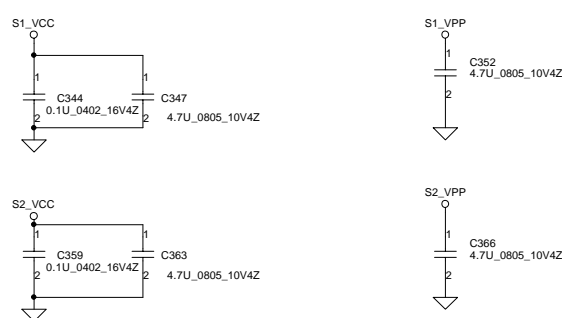 S1_VCC
1
1
C344
0.1U_0402_16V4Z
C347
4.7U_0805_10V4Z
2
2
S1_VPP
1
C352
4.7U_0805_10V4Z
2
S2_VCC
1
1
C359
0.1U_0402_16V4Z
C363
4.7U_0805_10V4Z
2
2
S2_VPP
1
C366
4.7U_0805_10V4Z
2